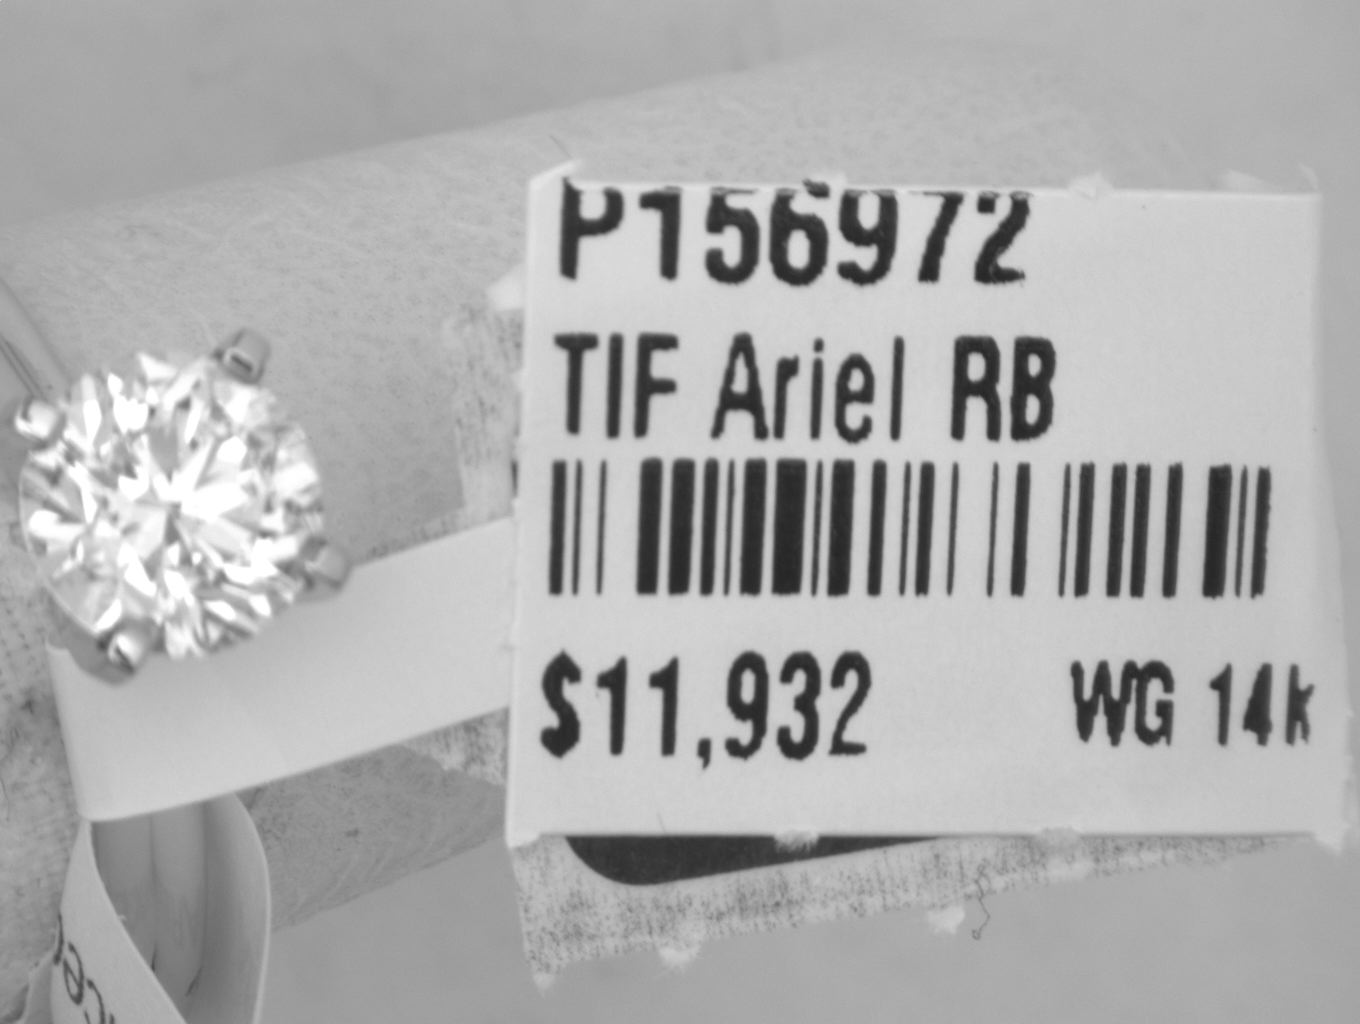 P156972
TIF Ariel RB
$11,932 WG 14k